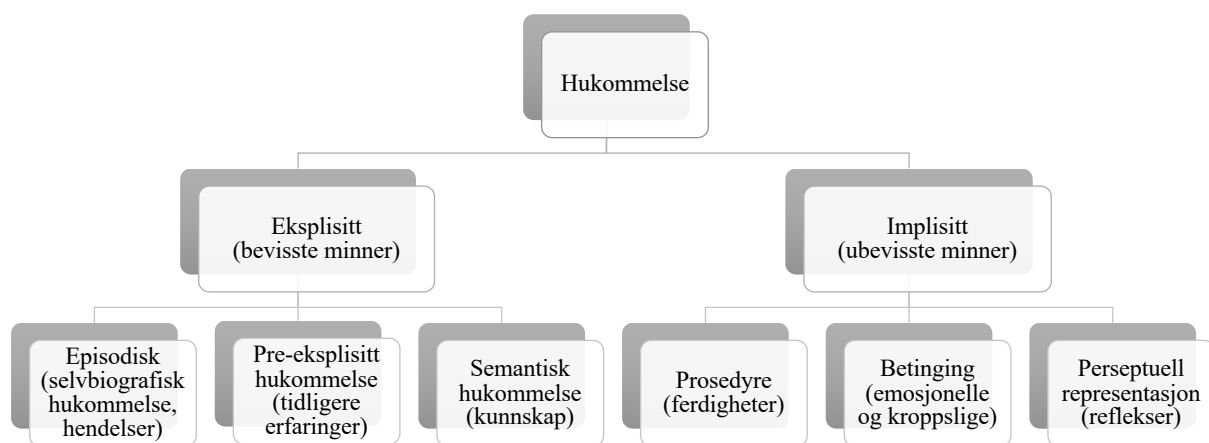 Hukommelse
Eksplisitt
(bevisste minner)
Implisitt
(ubevisste minner)
Episodisk
(selvbiografisk
hukommelse,
hendelser)
Pre-eksplisitt
hukommelse
(tidligere
erfaringer)
Semantisk
hukommelse
(kunnskap)
Prosedyre
(ferdigheter)
Betinging
(emosjonelle
og kroppslige)
Perseptuell
representasjon
(reflekser)